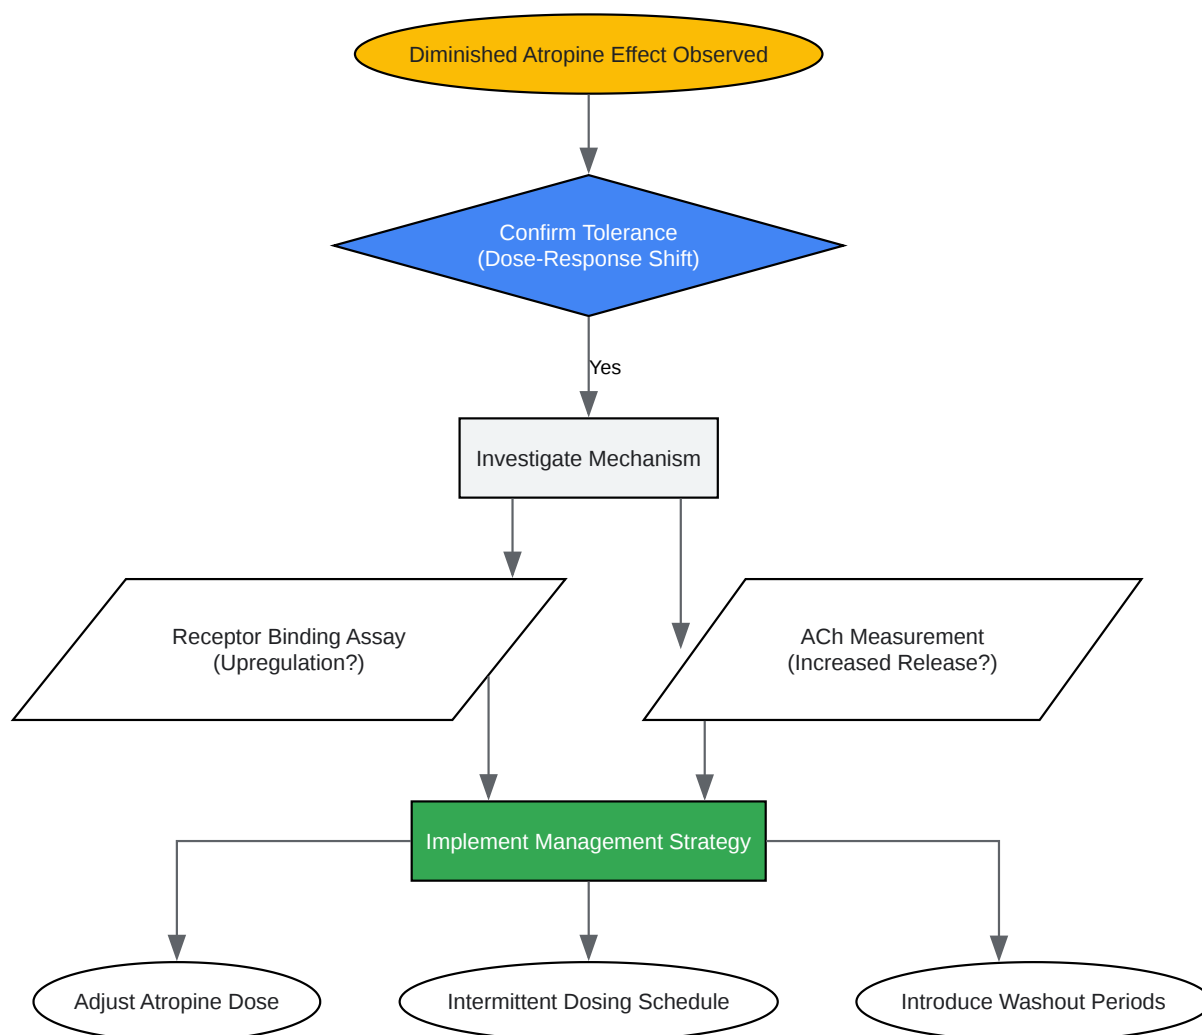 Diminished Atropine Effect Observed
Confirm Tolerance
(Dose-Response Shift)
Yes
Investigate Mechanism
Receptor Binding Assay
(Upregulation?)
ACh Measurement
(Increased Release?)
Implement Management Strategy
Adjust Atropine Dose
Intermittent Dosing Schedule
Introduce Washout Periods